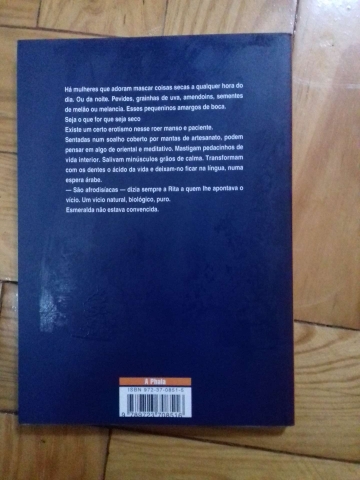 Há mulheres que adoram mascar coisas secas a qualquer hora do
dia. Ou da noite. Pevides, grainhas de uva, amendoins, sementes
de melão ou melancia. Esses pequeninos amargos de boca.
Seja o que for que seja seco
Existe um certo erotismo nesse roer manso e paciente.
Sentadas num soalho coberto por mantas de artesanato, podem
pensar em algo de oriental e meditativo. Mastigam pedacinhos de
vida interior. Salivam minúsculos grãos de calma. Transformam
com os dentes o ácido da vida e deixam-no ficar na língua, numa
espera árabe.
— São afrodisíacas — dizia sempre a Rita a quem lhe apontava o
vício. Um vício natural, biológico, puro.
Esmeralda não estava convencida.